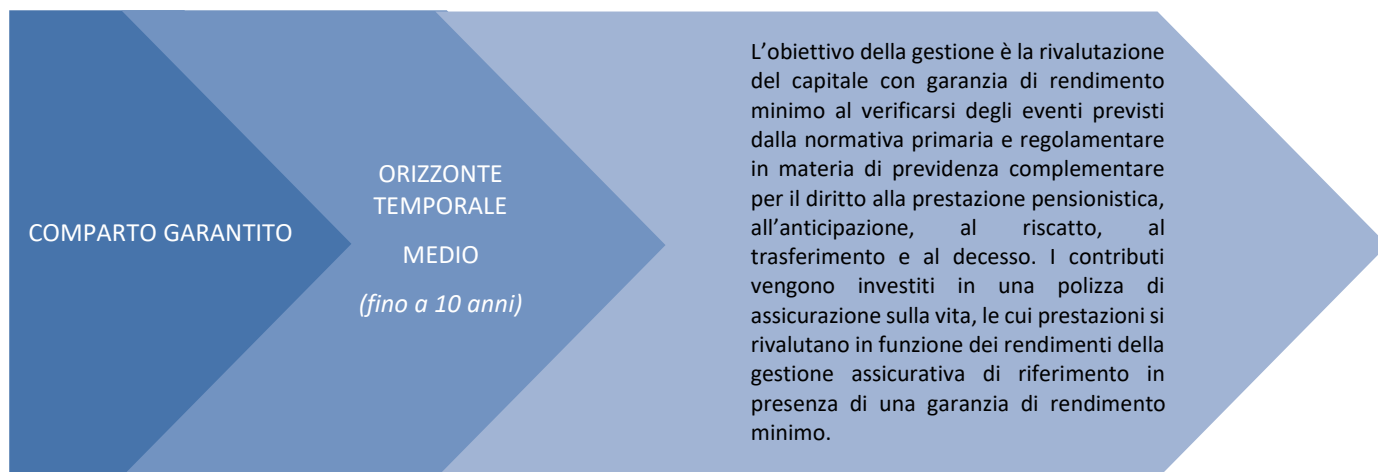 COMPARTO GARANTITO
ORIZZONTE
TEMPORALE
MEDIO
(fino a 10 anni)
L’obiettivo della gestione è la rivalutazione
del capitale con garanzia di rendimento
minimo al verificarsi degli eventi previsti
dalla normativa primaria e regolamentare
in materia di previdenza complementare
per il diritto alla prestazione pensionistica,
all’anticipazione, al riscatto, al
trasferimento e al decesso. I contributi
vengono investiti in una polizza di
assicurazione sulla vita, le cui prestazioni si
rivalutano in funzione dei rendimenti della
gestione assicurativa di riferimento in
presenza di una garanzia di rendimento
minimo.